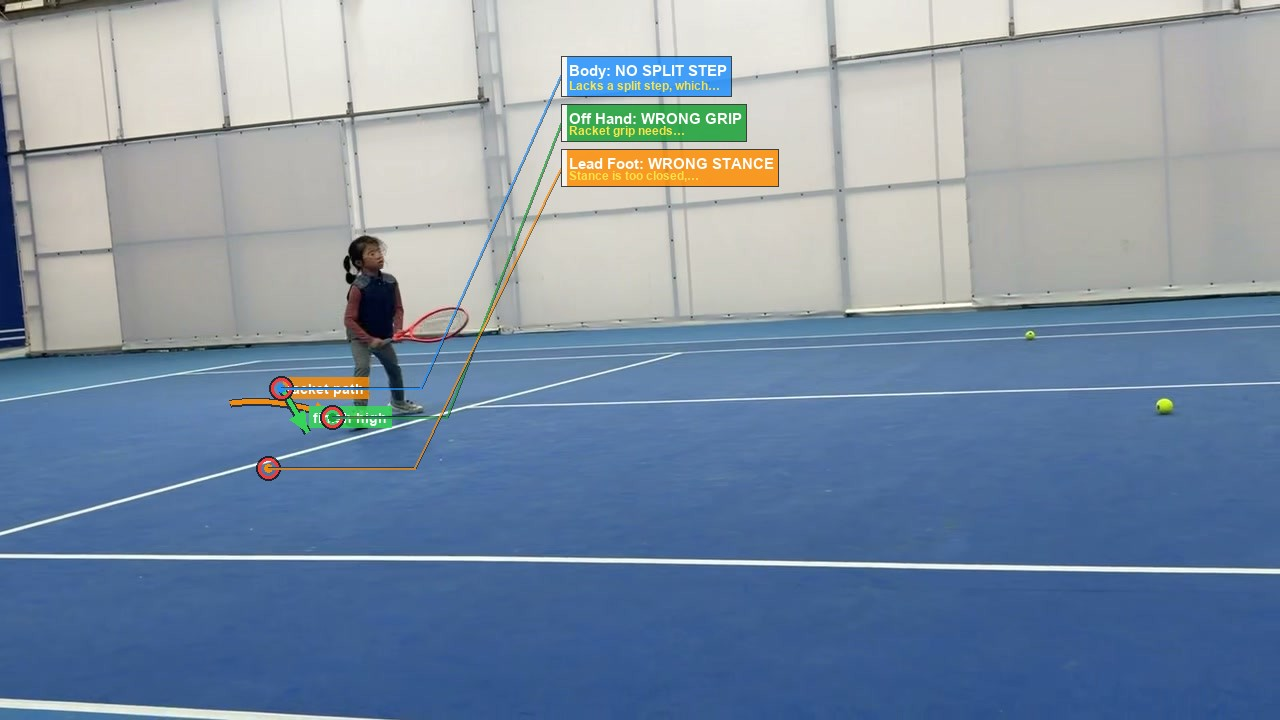 Body: NO SPLIT STEP
Lacks a split step, which...
Off Hand: WRONG GRIP
Racket grip needs...
Lead Foot: WRONG STANCE
Stance is too closed,...
path
high